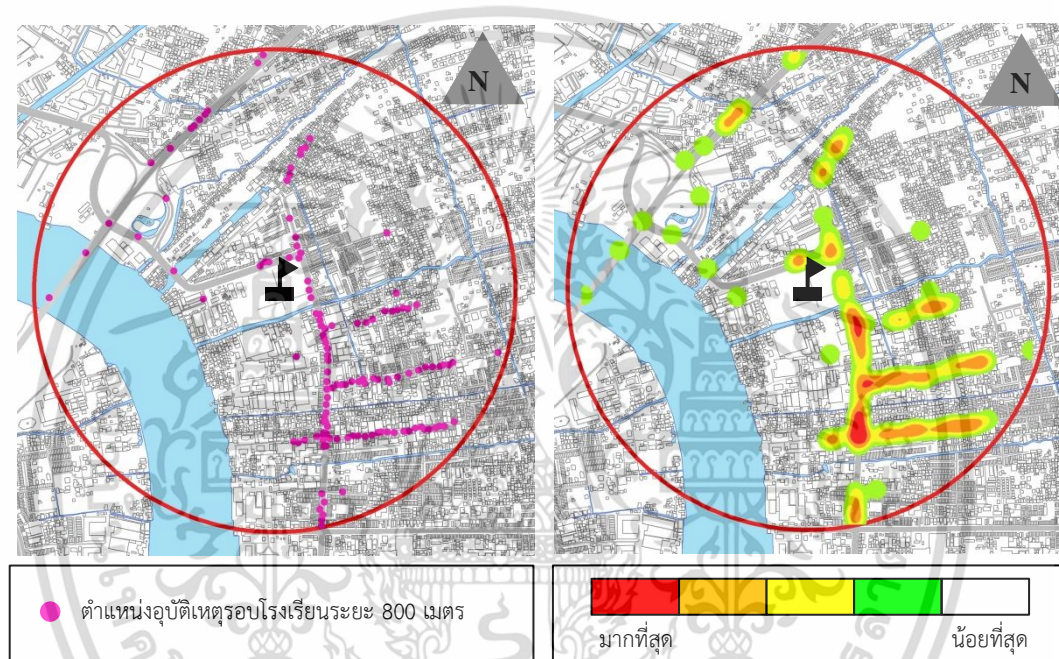 N
N
ตำแหน่งอุบัติเหตุรอบโรงเรียนระยะ 800 เมตร
มากที่สุด
น้อยที่สุด